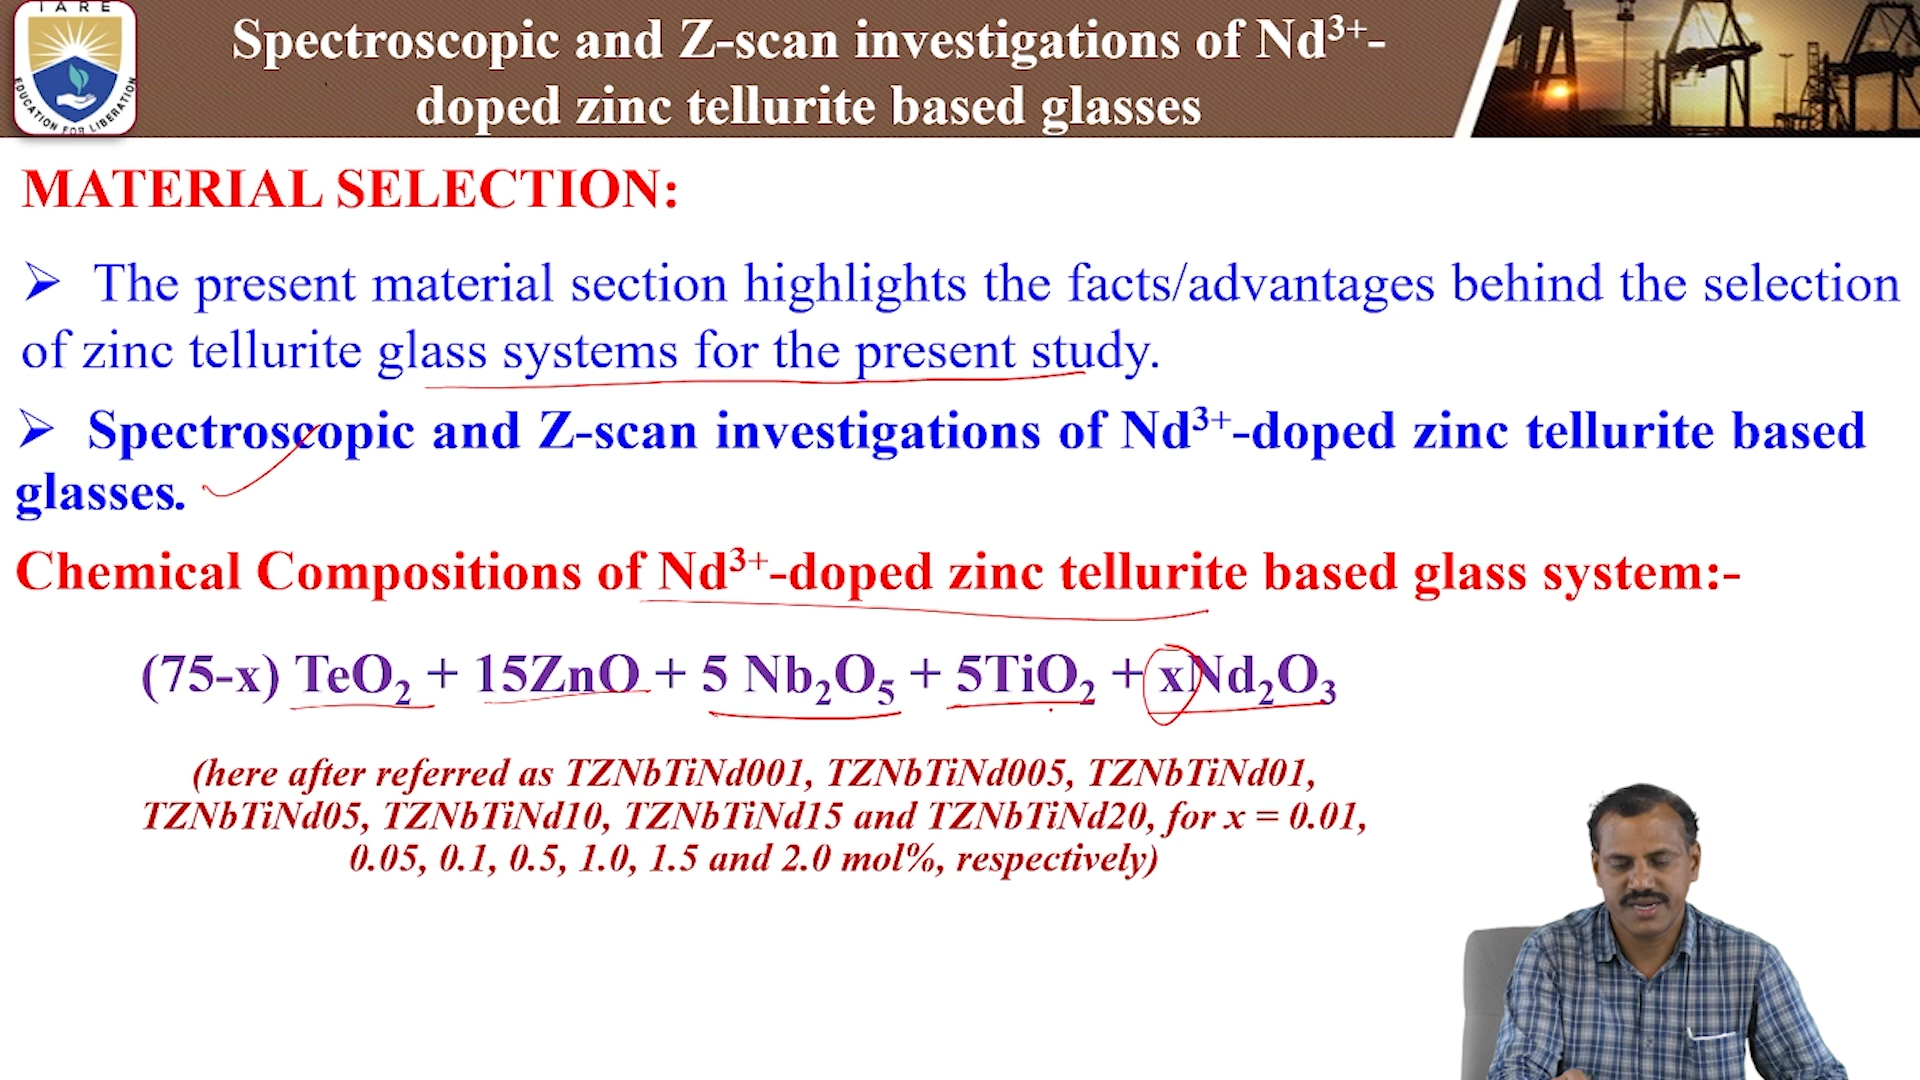 IARE
EDUCATION FOR LIBERATION
Spectroscopic and Z-scan investigations of Nd³⁺-
doped zinc tellurite based glasses
MATERIAL SELECTION:
➢ The present material section highlights the facts/advantages behind the selection
of zinc tellurite glass systems for the present study.
➢ Spectroscopic and Z-scan investigations of Nd³⁺-doped zinc tellurite based
glasses.
Chemical Compositions of Nd³⁺-doped zinc tellurite based glass system:-
(75-x) TeO₂ + 15ZnO + 5 Nb₂O₅ + 5TiO₂ + xNd₂O₃
(here after referred as TZNbTiNd001, TZNbTiNd005, TZNbTiNd01,
TZNbTiNd05, TZNbTiNd10, TZNbTiNd15 and TZNbTiNd20, for x = 0.01,
0.05, 0.1, 0.5, 1.0, 1.5 and 2.0 mol%, respectively)